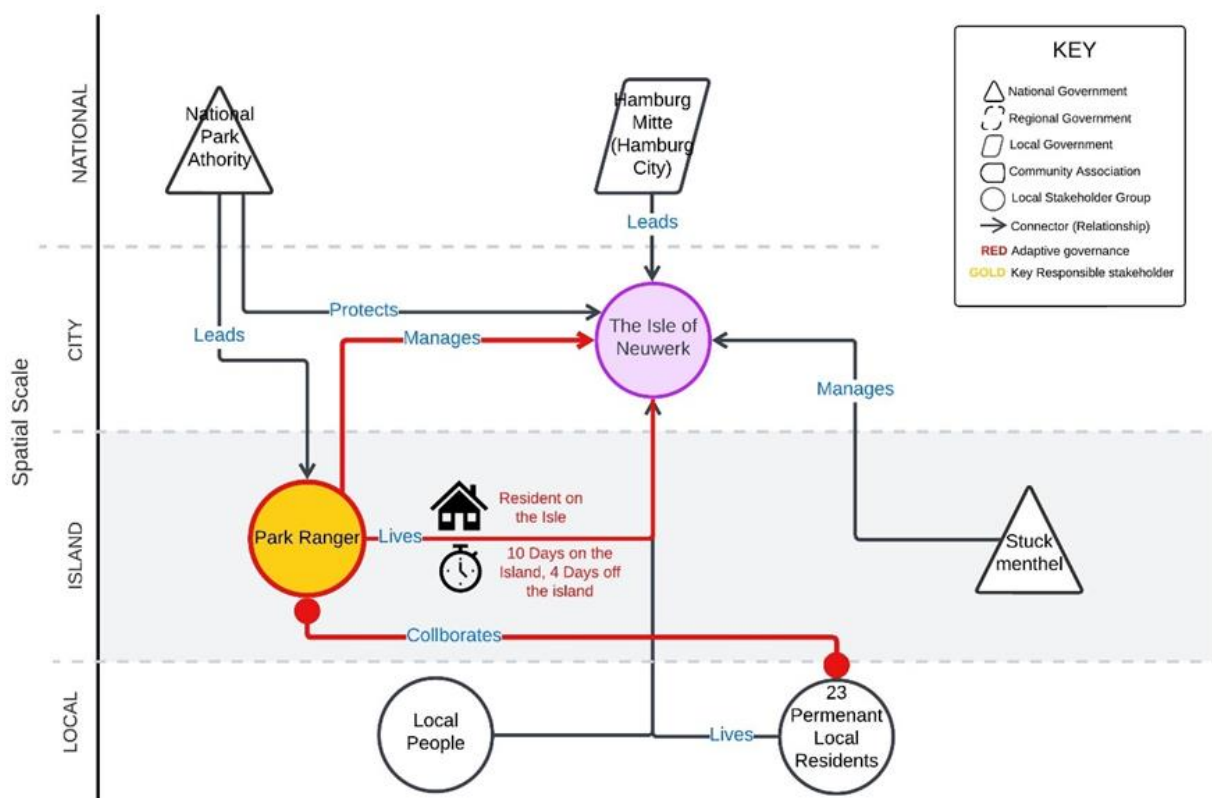 KEY
National Government
Regional Government
Local Government
Community Association
Local Stakeholder Group
Connector (Relationship)
RED Adaptive governance
GOLD Key Responsible stakeholder
Spatial Scale
NATIONAL
National
Park
Athority
Hamburg
Mitte
(Hamburg
City)
Leads
CITY
Protects
Leads
Manages
The Isle of
Neuwerk
Manages
ISLAND
Park Ranger
Lives
Resident on
the Isle
10 Days on the
Island, 4 Days off
the island
Stuck
menthel
Collborates
LOCAL
Local
People
Lives
23
Permenant
Local
Residents